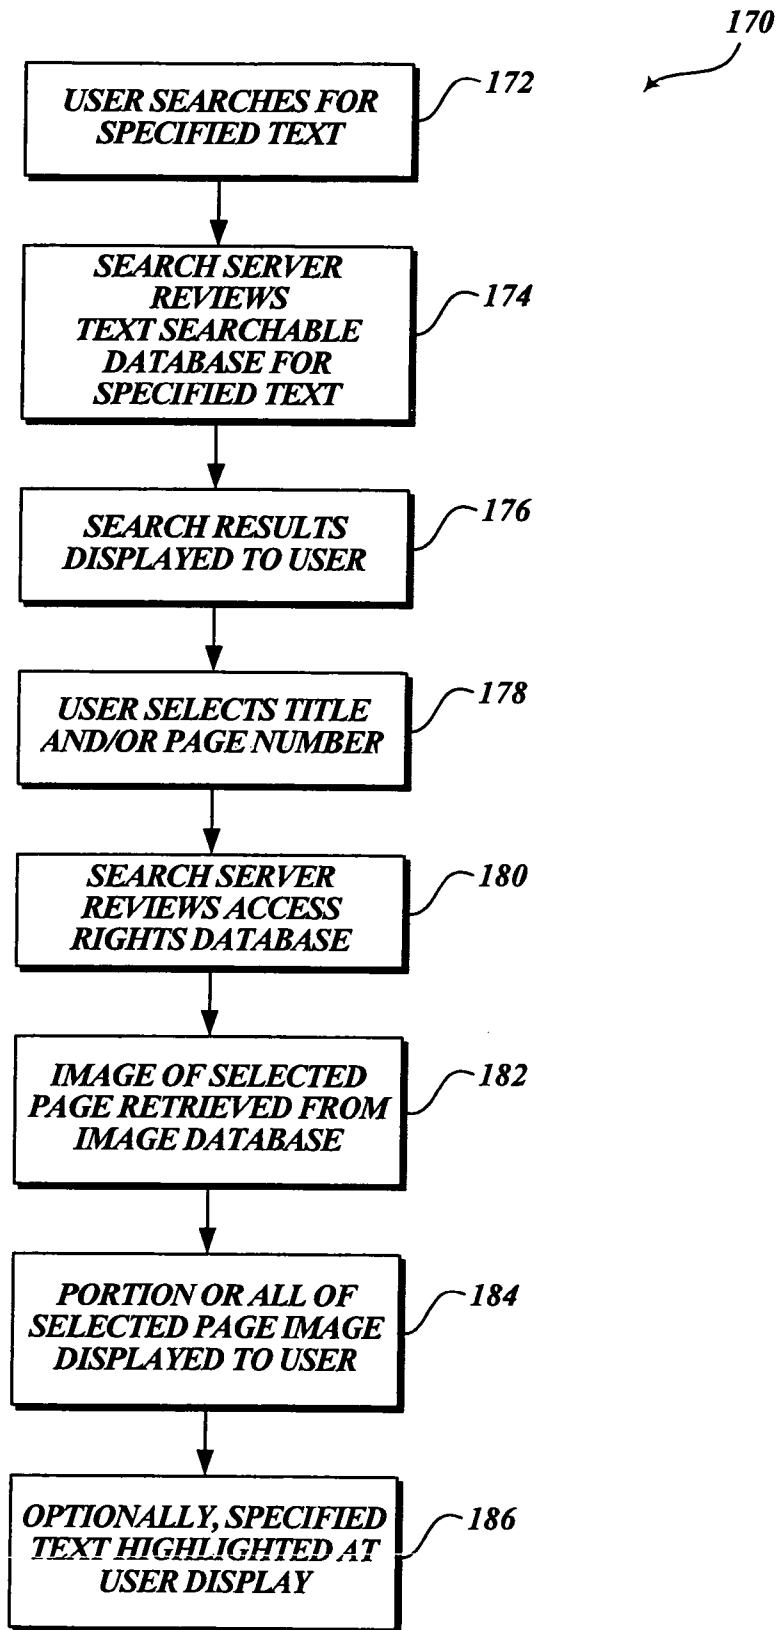 170
USER SEARCHES FOR
SPECIFIED TEXT
172
SEARCH SERVER
REVIEWS
TEXT SEARCHABLE
DATABASE FOR
SPECIFIED TEXT
174
SEARCH RESULTS
DISPLAYED TO USER
176
USER SELECTS TITLE
AND/OR PAGE NUMBER
178
SEARCH SERVER
REVIEWS ACCESS
RIGHTS DATABASE
180
IMAGE OF SELECTED
PAGE RETRIEVED FROM
IMAGE DATABASE
182
PORTION OR ALL OF
SELECTED PAGE IMAGE
DISPLAYED TO USER
184
OPTIONALLY, SPECIFIED
TEXT HIGHLIGHTED AT
USER DISPLAY
186